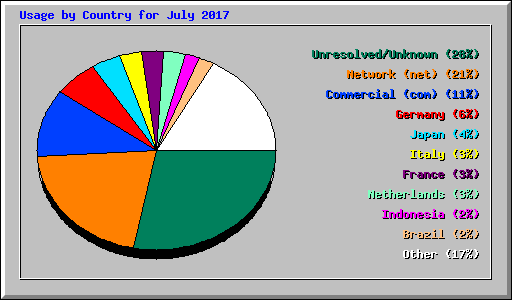 Usage by Country for July 2017
Unresolved/Unknown (28%)
Network (net) (21%)
Commercial (com) (11%)
Germany (6%)
Japan (4%)
Italy (3%)
France (3%)
Netherlands (3%)
Indonesia (2%)
Brazil (2%)
Other (17%)